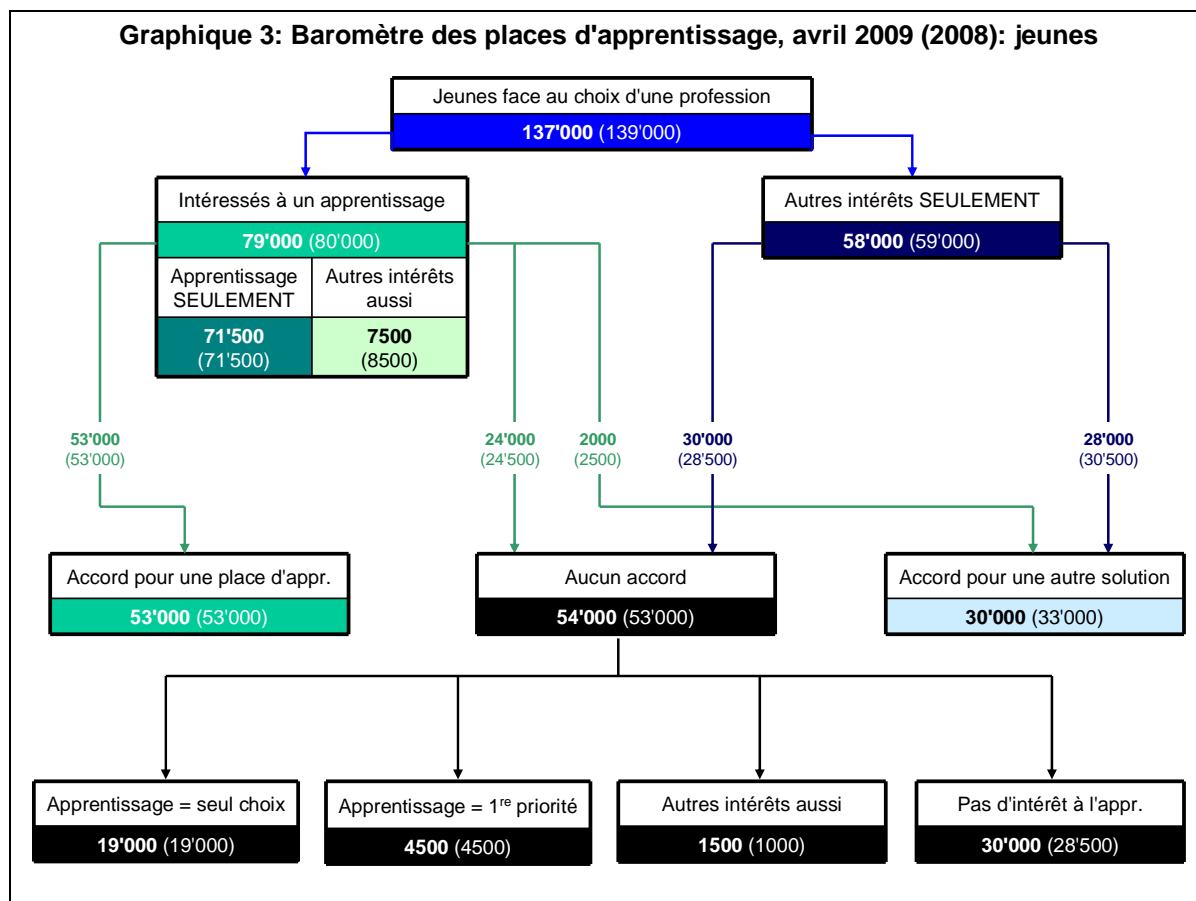 Graphique 3: Baromètre des places d'apprentissage, avril 2009 (2008): jeunes
Jeunes face au choix d'une profession
137'000 (139'000)
Intéressés à un apprentissage
79'000 (80'000)
Apprentissage
SEULEMENT
71'500
(71'500)
Autres intérêts
aussi
7500
(8500)
Autres intérêts SEULEMENT
58'000 (59'000)
53'000
(53'000)
24'000
(24'500)
2000
(2500)
30'000
(28'500)
28'000
(30'500)
Accord pour une place d'appr.
53'000 (53'000)
Aucun accord
54'000 (53'000)
Accord pour une autre solution
30'000 (33'000)
Apprentissage = seul choix
19'000 (19'000)
Apprentissage = 1re priorité
4500 (4500)
Autres intérêts aussi
1500 (1000)
Pas d'intérêt à l'appr.
30'000 (28'500)